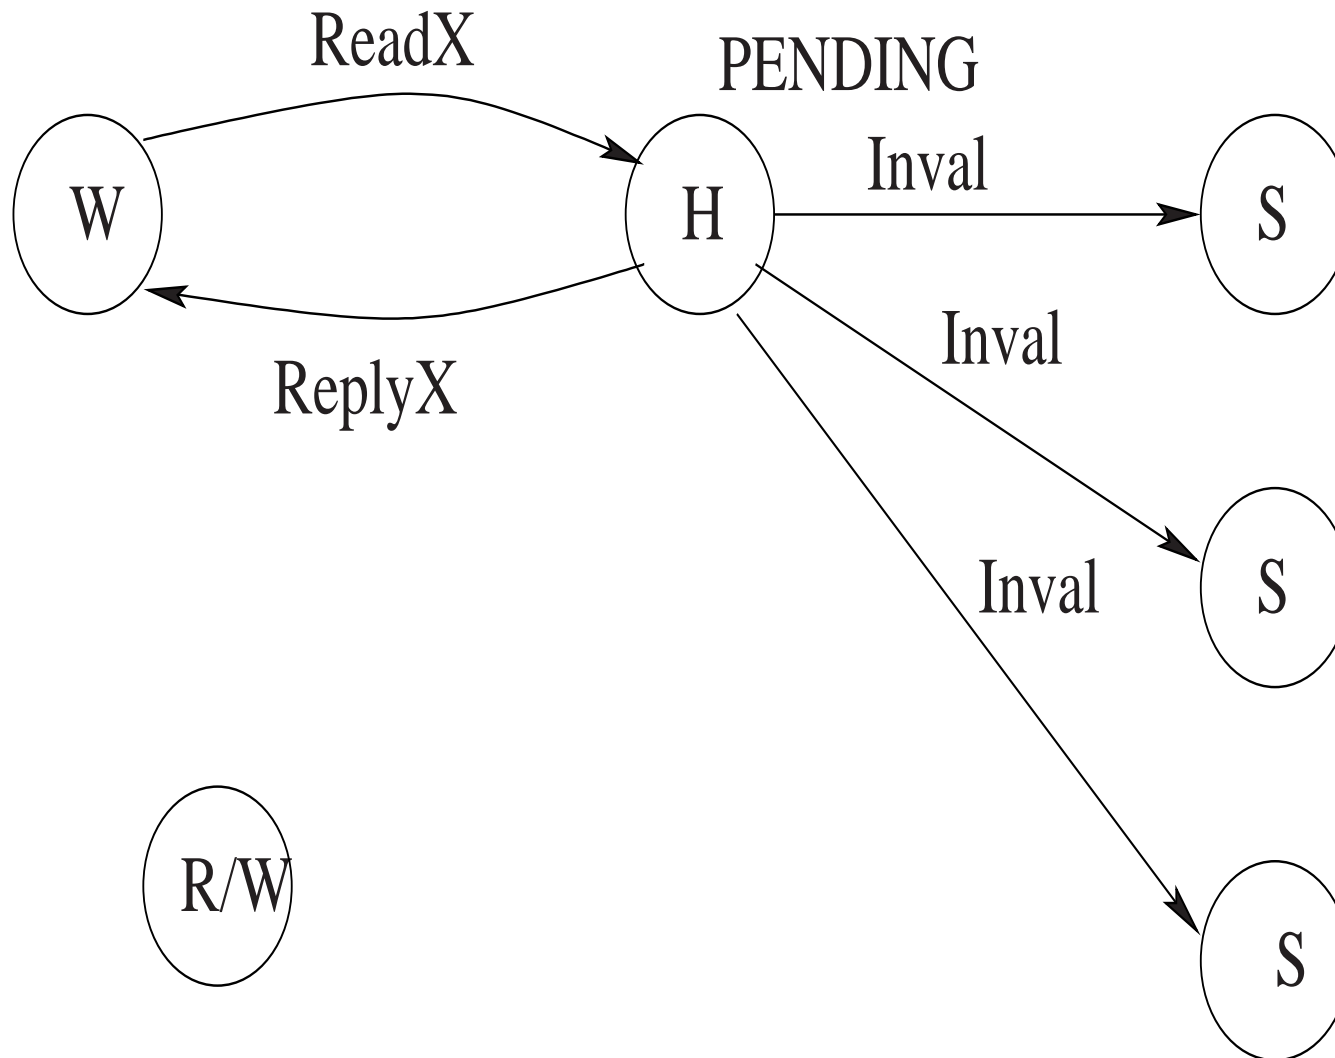 ReadX
PENDING
Inval
W
H
S
Inval
ReplyX
Inval
S
R/W
S